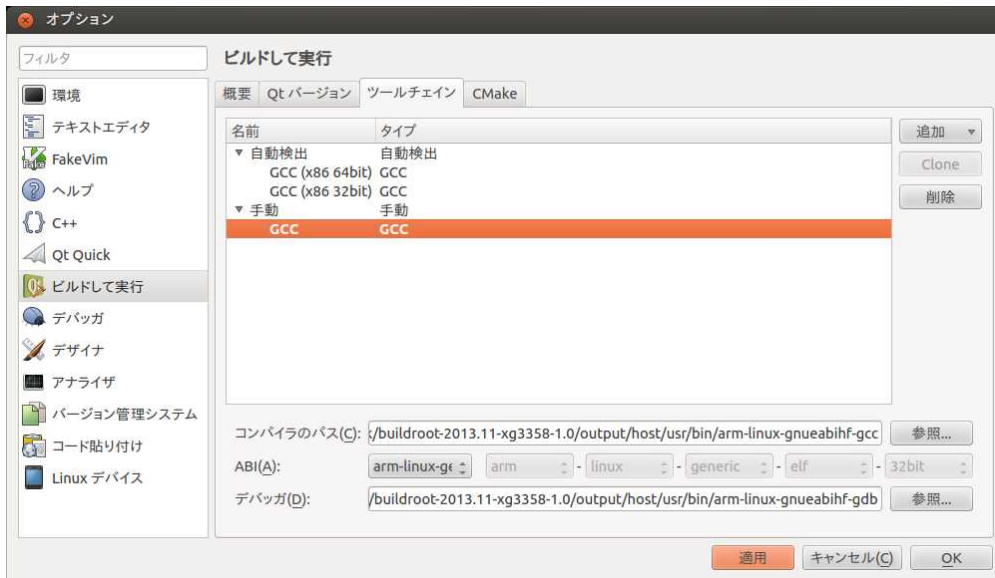 オプション
フィルタ
環境
テキストエディタ
FakeVim
ヘルプ
C++
Qt Quick
ビルドして実行
デバッガ
デザイナ
アナライザ
バージョン管理システム
コード貼り付け
Linux デバイス
ビルドして実行
概要 Qt バージョン ツールチェイン CMake
名前 タイプ
自動検出 自動検出
GCC (x86 64bit) GCC
GCC (x86 32bit) GCC
手動 手動
GCC GCC
追加
Clone
削除
コンパイラのパス(C): :/buildroot-2013.11-xg3358-1.0/output/host/usr/bin/arm-linux-gnueabihf-gcc 参照...
ABI(A): arm-linux-ge arm - linux - generic - elf - 32bit
デバッガ(D): /buildroot-2013.11-xg3358-1.0/output/host/usr/bin/arm-linux-gnueabihf-gdb 参照...
適用 キャンセル(C) OK